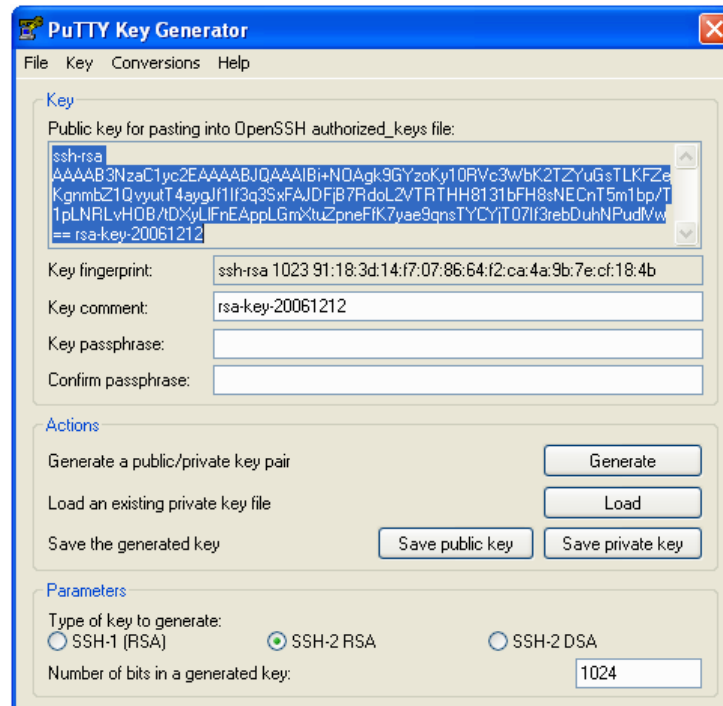 PuTTY Key Generator
File Key Conversions Help
Key
Public key for pasting into OpenSSH authorized_keys file:
ssh-rsa
AAAAB3NzaC1yc2EAAAABJQAAAIBi+NOAgk9GYzoKy10RVc3WbK2TZYuGsTLKFZe
KgnmbZ1QvyutT4aygJf1If3q3SxFAJDFjB7RdoL2VTRTHH8131bFH8sNECnT5m1bp/T
1pLNRLvHOB/tDXyLlFnEAppLGmXtuZpneFfK7yae9qnsTYCYjT07If3rebDuhNPudlVw
== rsa-key-20061212
Key fingerprint: ssh-rsa 1023 91:18:3d:14:f7:07:86:64:f2:ca:4a:9b:7e:cf:18:4b
Key comment: rsa-key-20061212
Key passphrase:
Confirm passphrase:
Actions
Generate a public/private key pair Generate
Load an existing private key file Load
Save the generated key Save public key Save private key
Parameters
Type of key to generate:
SSH-1 (RSA) SSH-2 RSA SSH-2 DSA
Number of bits in a generated key: 1024